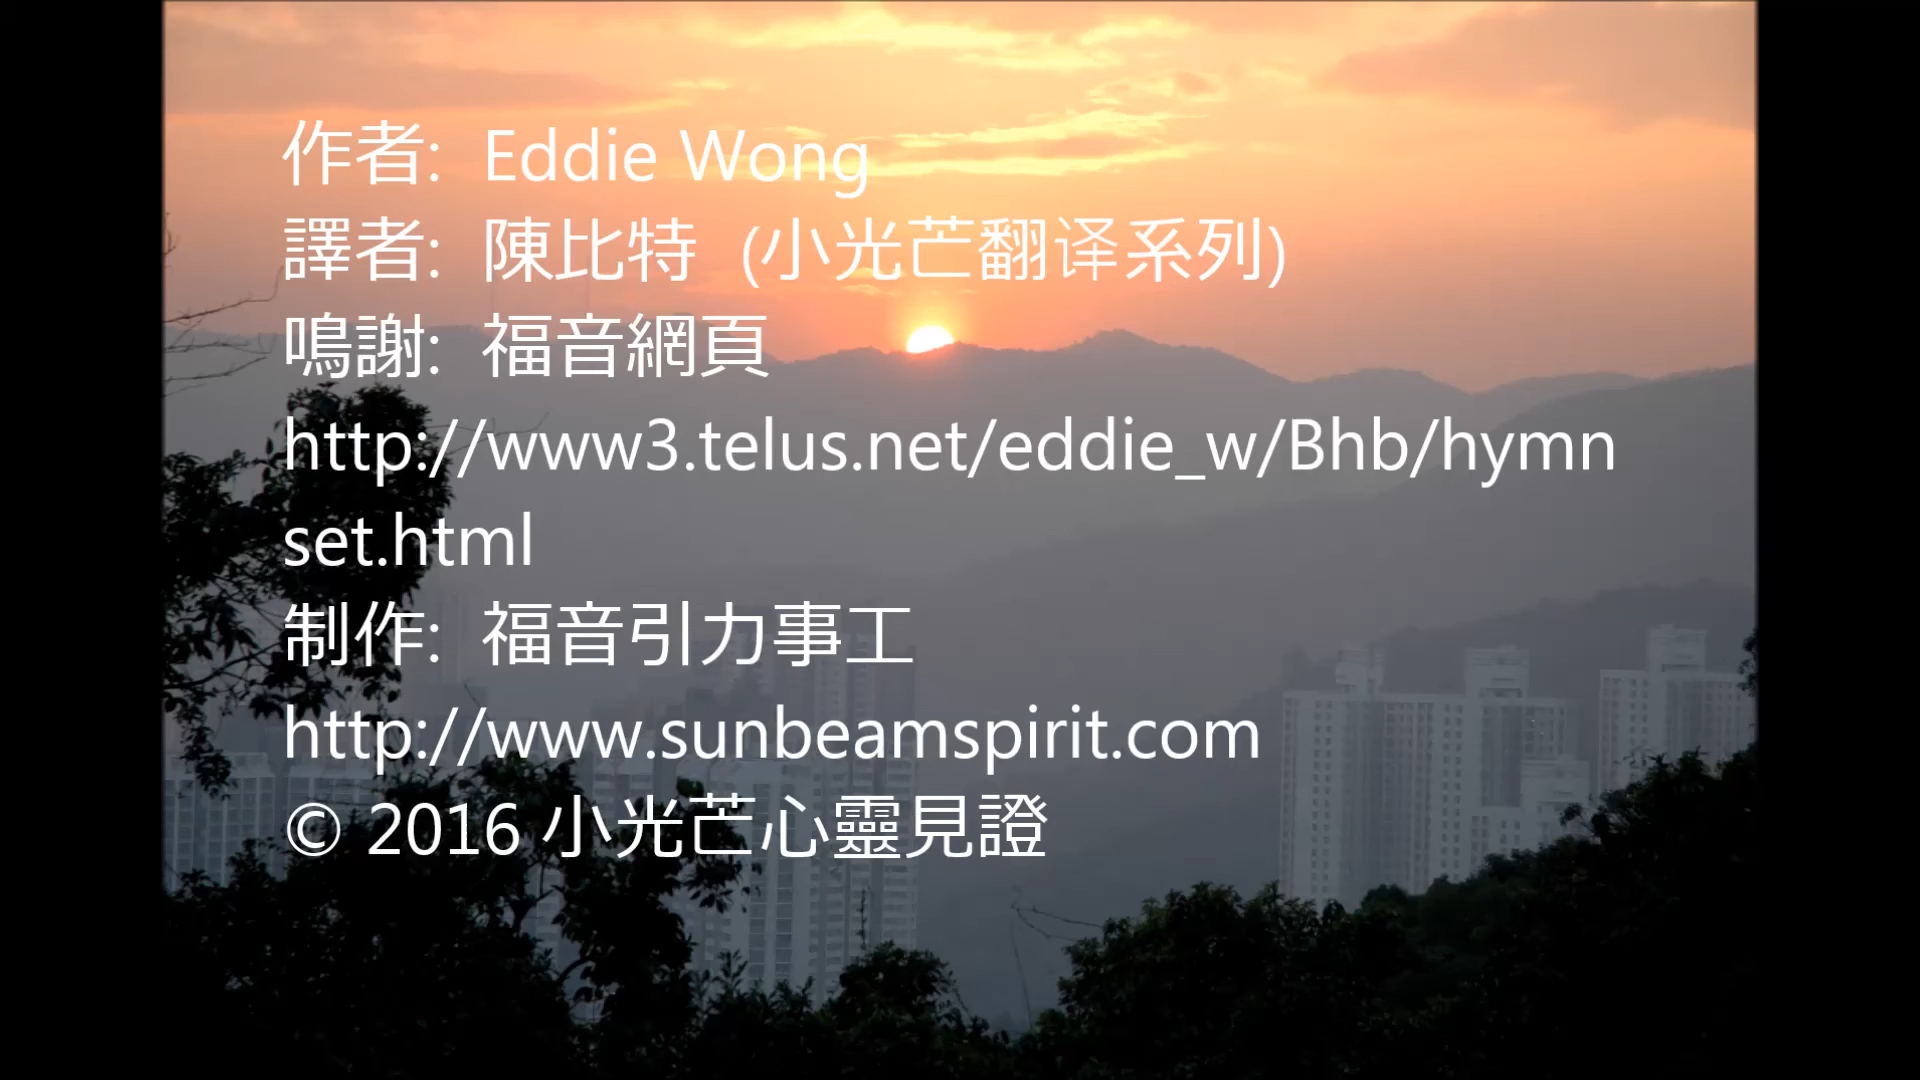 作者: Eddie Wong
譯者: 陳比特 (小光芒翻译系列)
鳴謝: 福音網頁
http://www3.telus.net/eddie_w/Bhb/hymn
set.html
制作: 福音引力事工
http://www.sunbeamspirit.com
© 2016 小光芒心靈見證